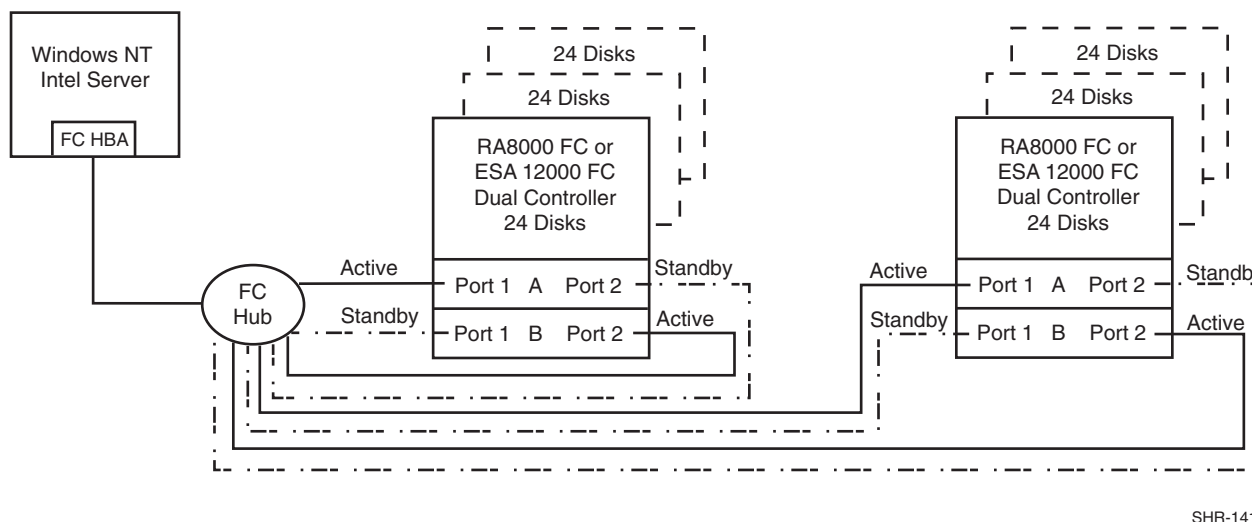 Windows NT
Intel Server
FC HBA
24 Disks
24 Disks
RA8000 FC or
ESA 12000 FC
Dual Controller
24 Disks
24 Disks
24 Disks
RA8000 FC or
ESA 12000 FC
Dual Controller
24 Disks
FC
Hub
Active
Standby
Port 1 A Port 2
Port 1 B Port 2
Standby
Active
Active
Standby
Port 1 A Port 2
Port 1 B Port 2
Standb
Active
SHR-141